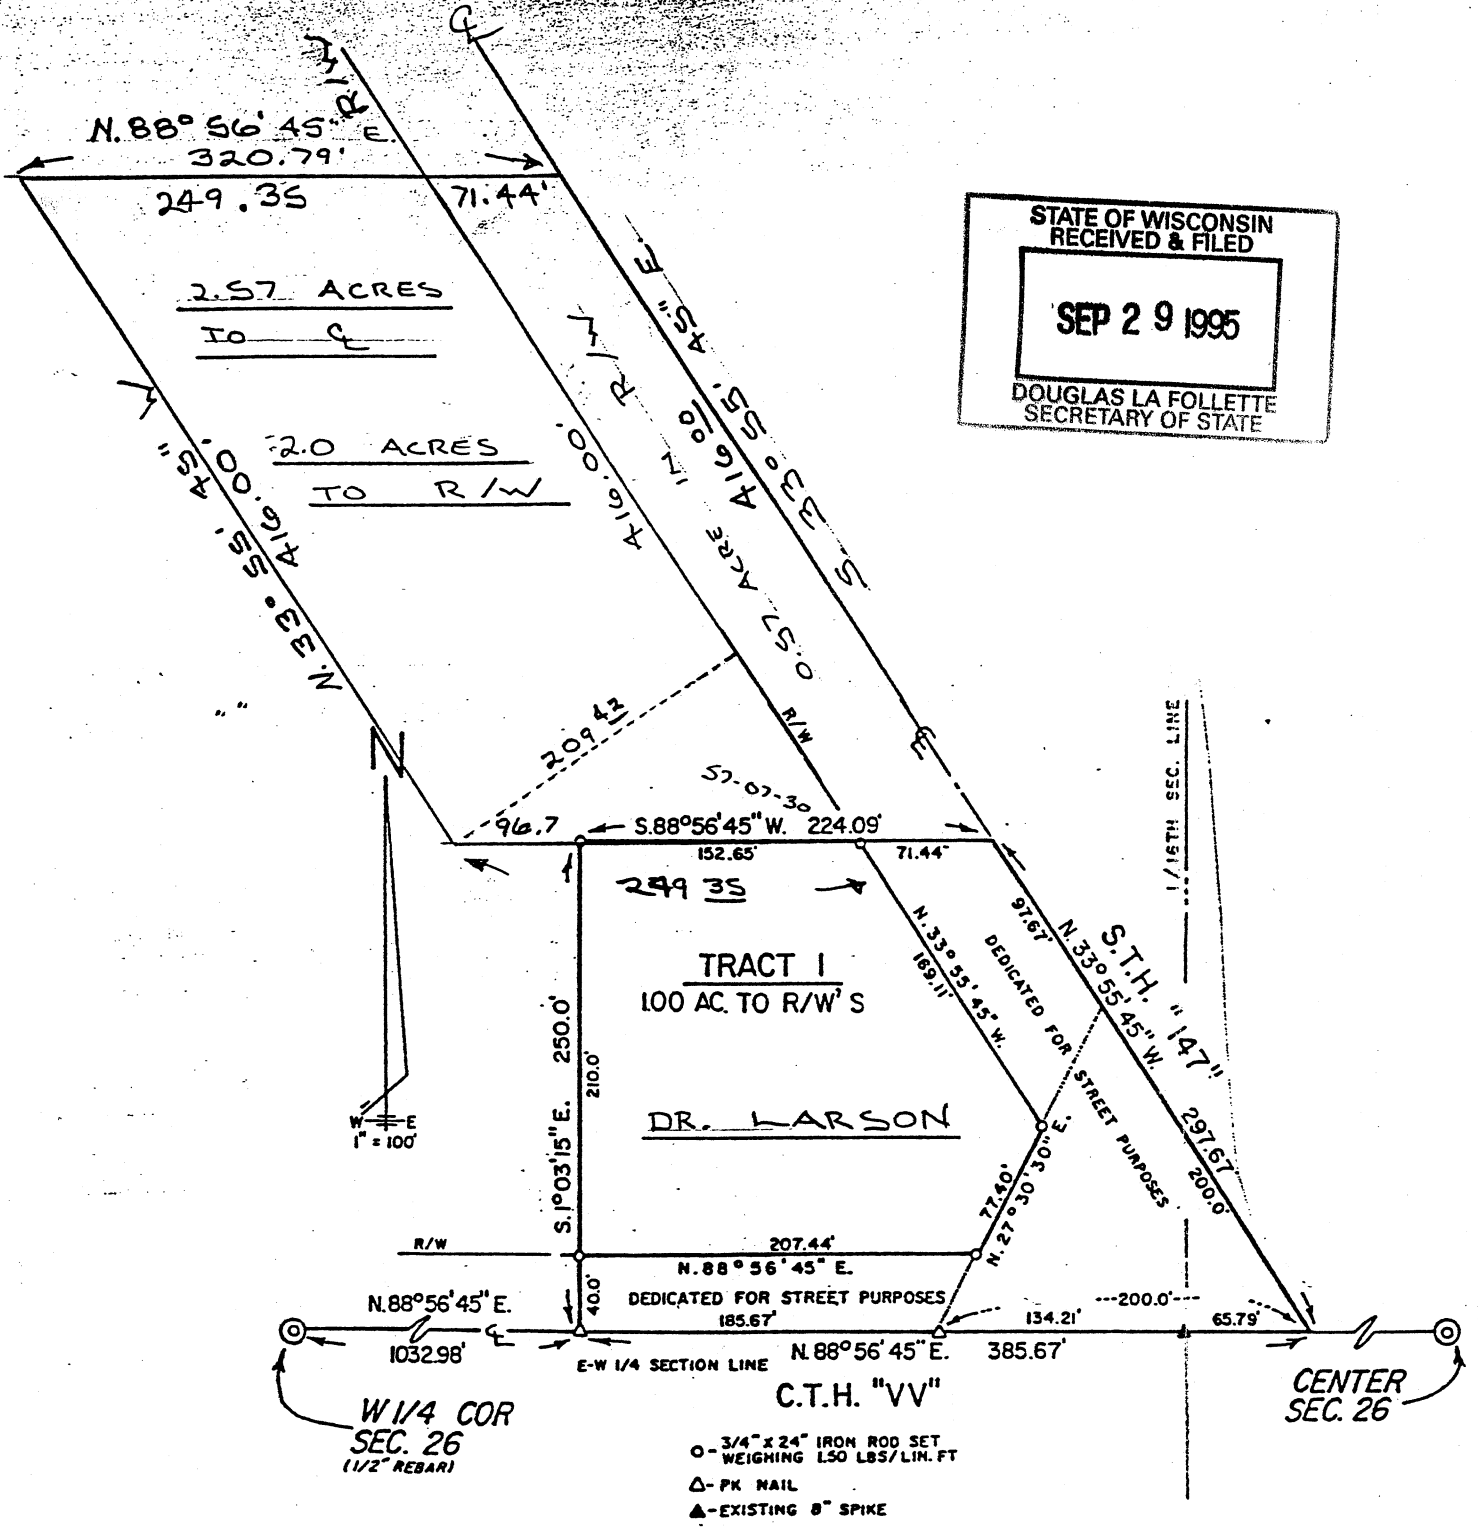 ℄
R/W
N. 88° 56' 45" E.
320.79'
249.35
71.44'
STATE OF WISCONSIN
RECEIVED & FILED
SEP 29 1995
DOUGLAS LA FOLLETTE
SECRETARY OF STATE
2.57 ACRES
TO ℄
2.0 ACRES
TO R/W
N. 33° 55' 45" W
416.00'
416.00'
0.57 ACRE IN R/W
416.00
S. 33° 55' 45" E.
209.42
R/W
57-07-30
N
96.7
S.88°56'45"W. 224.09'
152.65'
71.44'
249.35
1/16TH SEC. LINE
TRACT 1
1.00 AC. TO R/W'S
DR. LARSON
S.1°03'15"E. 250.0'
210.0'
40.0'
N.33°55'45"W.
169.11'
DEDICATED FOR STREET PURPOSES
97.67'
N.33°55'45"W.
S.T.H. "147"
297.67'
200.0'
77.40'
N.27°30'30"E.
W E
1" = 100'
R/W
207.44'
N.88°56'45"E.
DEDICATED FOR STREET PURPOSES
N.88°56'45"E.
℄
1032.98'
185.67'
200.0'
134.21'
65.79'
E-W 1/4 SECTION LINE
N.88°56'45"E. 385.67'
C.T.H. "VV"
W 1/4 COR
SEC. 26
(1/2" REBAR)
CENTER
SEC. 26
O- 3/4" X 24" IRON ROD SET
WEIGHING 1.50 LBS/LIN. FT
△- PK NAIL
▲-EXISTING 8" SPIKE